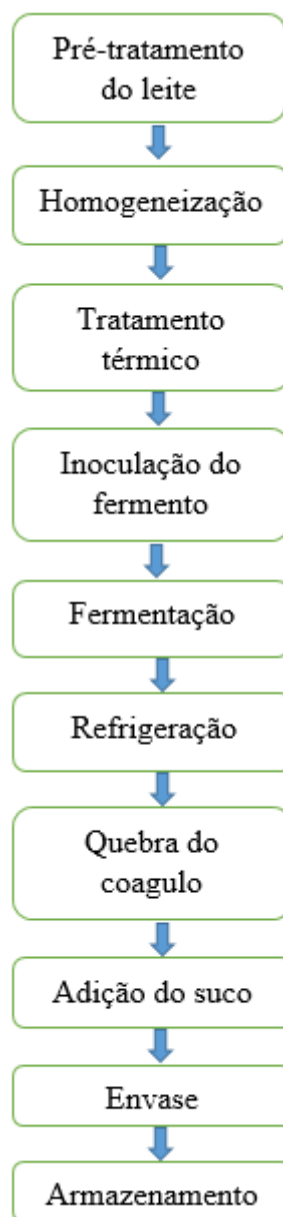 Pré-tratamento
do leite
Homogeneização
Tratamento
térmico
Inoculação do
fermento
Fermentação
Refrigeração
Quebra do
coagulo
Adição do suco
Envase
Armazenamento